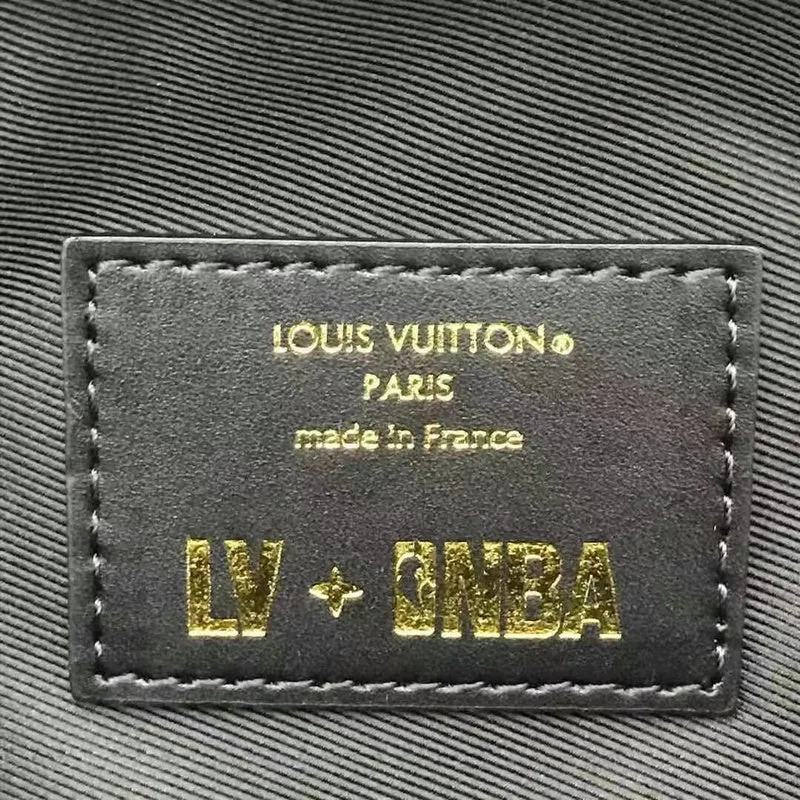 LOUIS VUITTON®
PARIS
made in France
LV + NBA